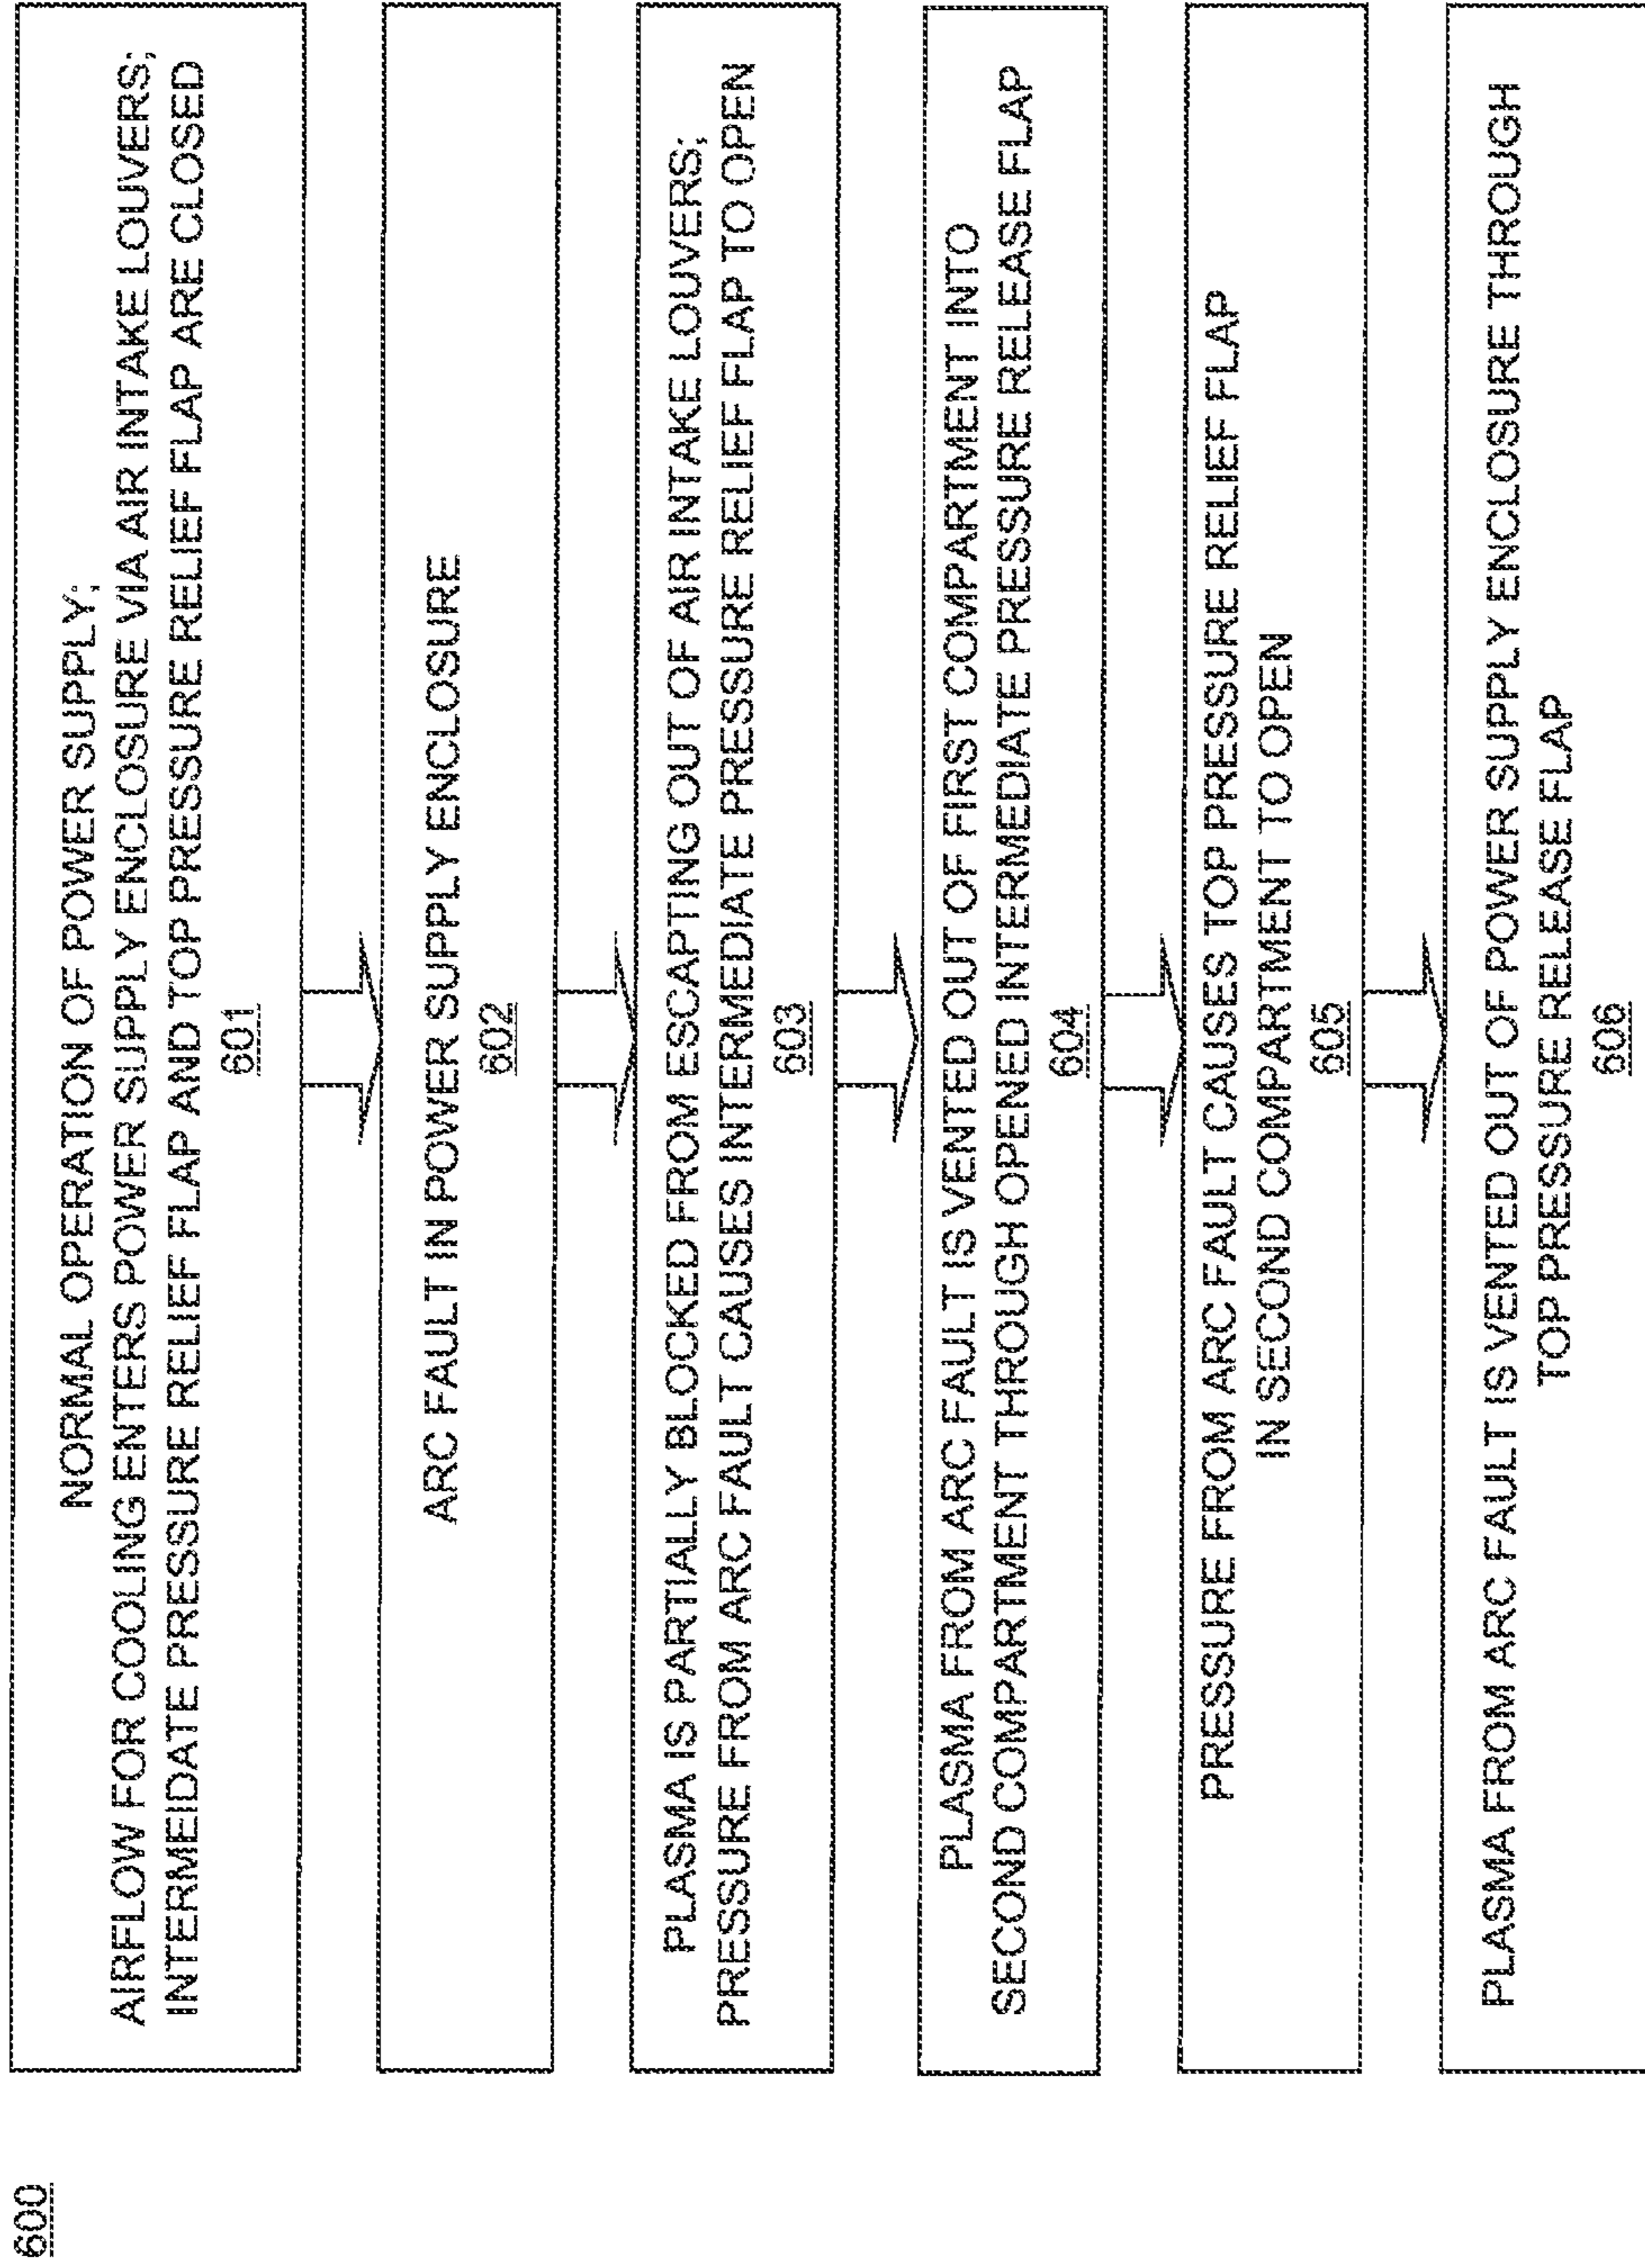 600
NORMAL OPERATION OF POWER SUPPLY;
AIRFLOW FOR COOLING ENTERS POWER SUPPLY ENCLOSURE VIA AIR INTAKE LOUVERS;
INTERMEIDATE PRESSURE RELIEF FLAP AND TOP PRESSURE RELIEF FLAP ARE CLOSED
601
ARC FAULT IN POWER SUPPLY ENCLOSURE
602
PLASMA IS PARTIALLY BLOCKED FROM ESCAPTING OUT OF AIR INTAKE LOUVERS;
PRESSURE FROM ARC FAULT CAUSES INTERMEDIATE PRESSURE RELIEF FLAP TO OPEN
603
PLASMA FROM ARC FAULT IS VENTED OUT OF FIRST COMPARTMENT INTO
SECOND COMPARTMENT THROUGH OPENED INTERMEDIATE PRESSURE RELEASE FLAP
604
PRESSURE FROM ARC FAULT CAUSES TOP PRESSURE RELIEF FLAP
IN SECOND COMPARTMENT TO OPEN
605
PLASMA FROM ARC FAULT IS VENTED OUT OF POWER SUPPLY ENCLOSURE THROUGH
TOP PRESSURE RELEASE FLAP
606